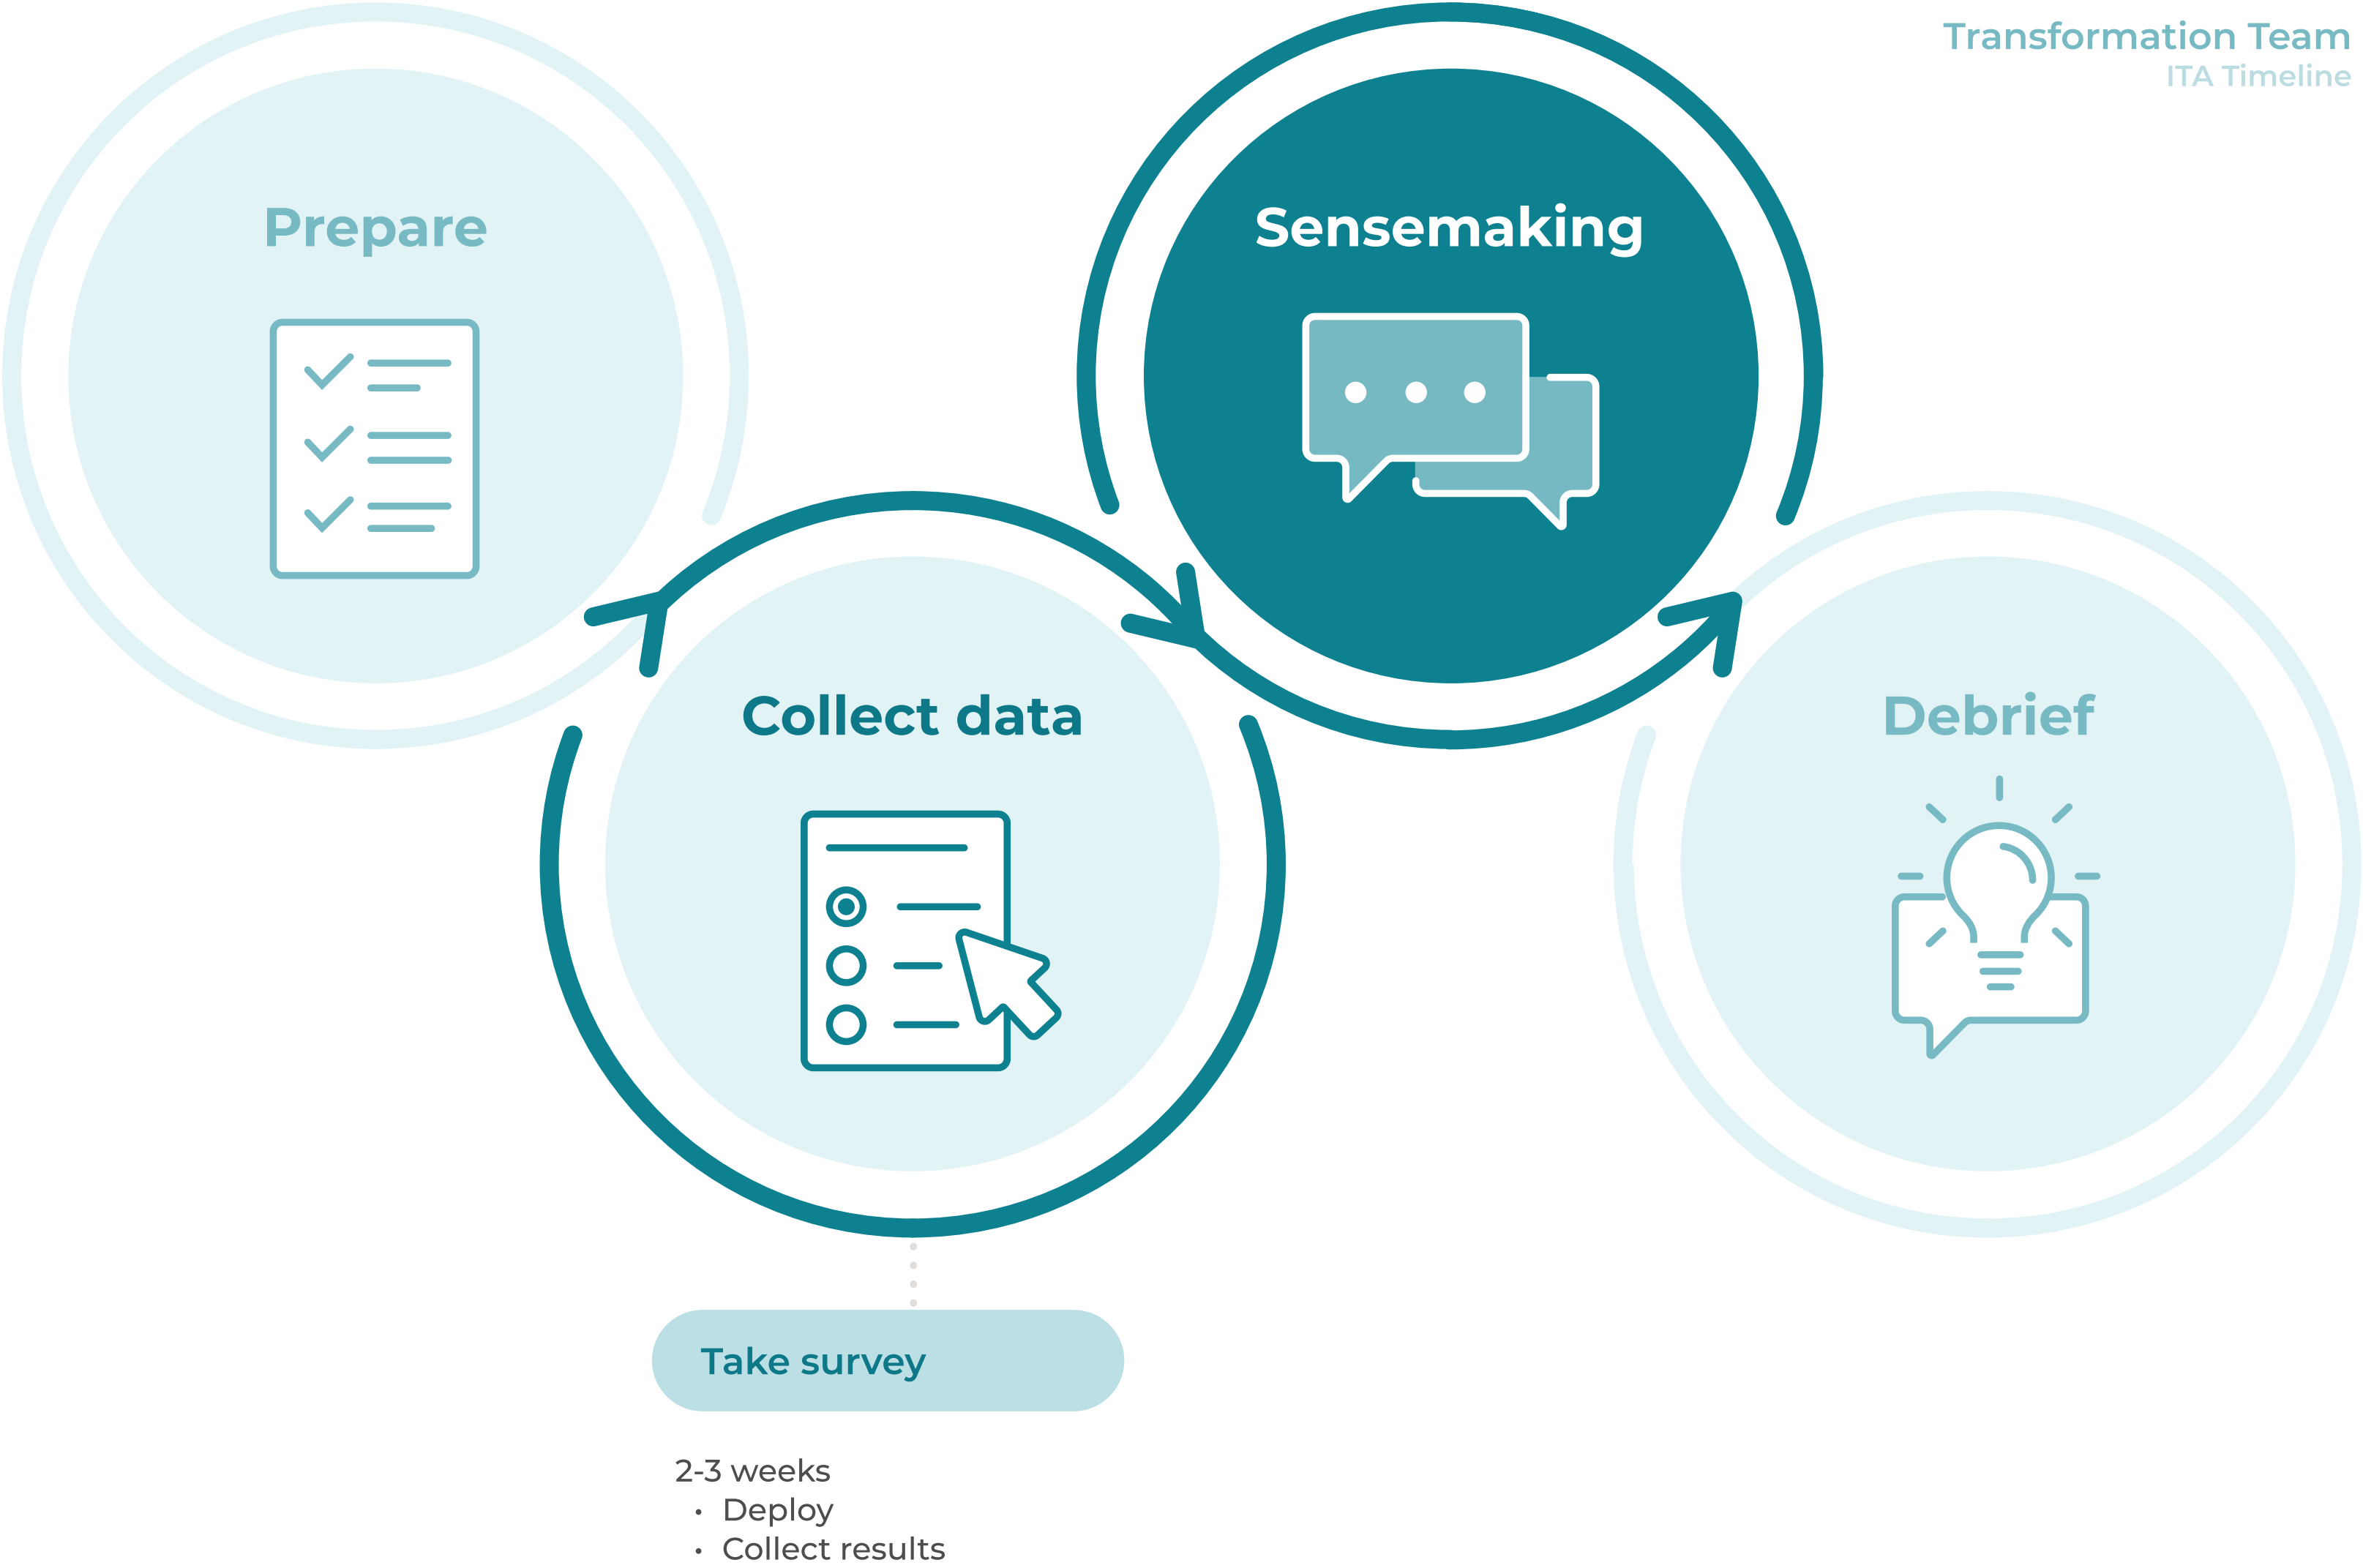 Transformation Team
ITA Timeline
Prepare
Sensemaking
Collect data
Debrief
Take survey
2-3 weeks
• Deploy
• Collect results